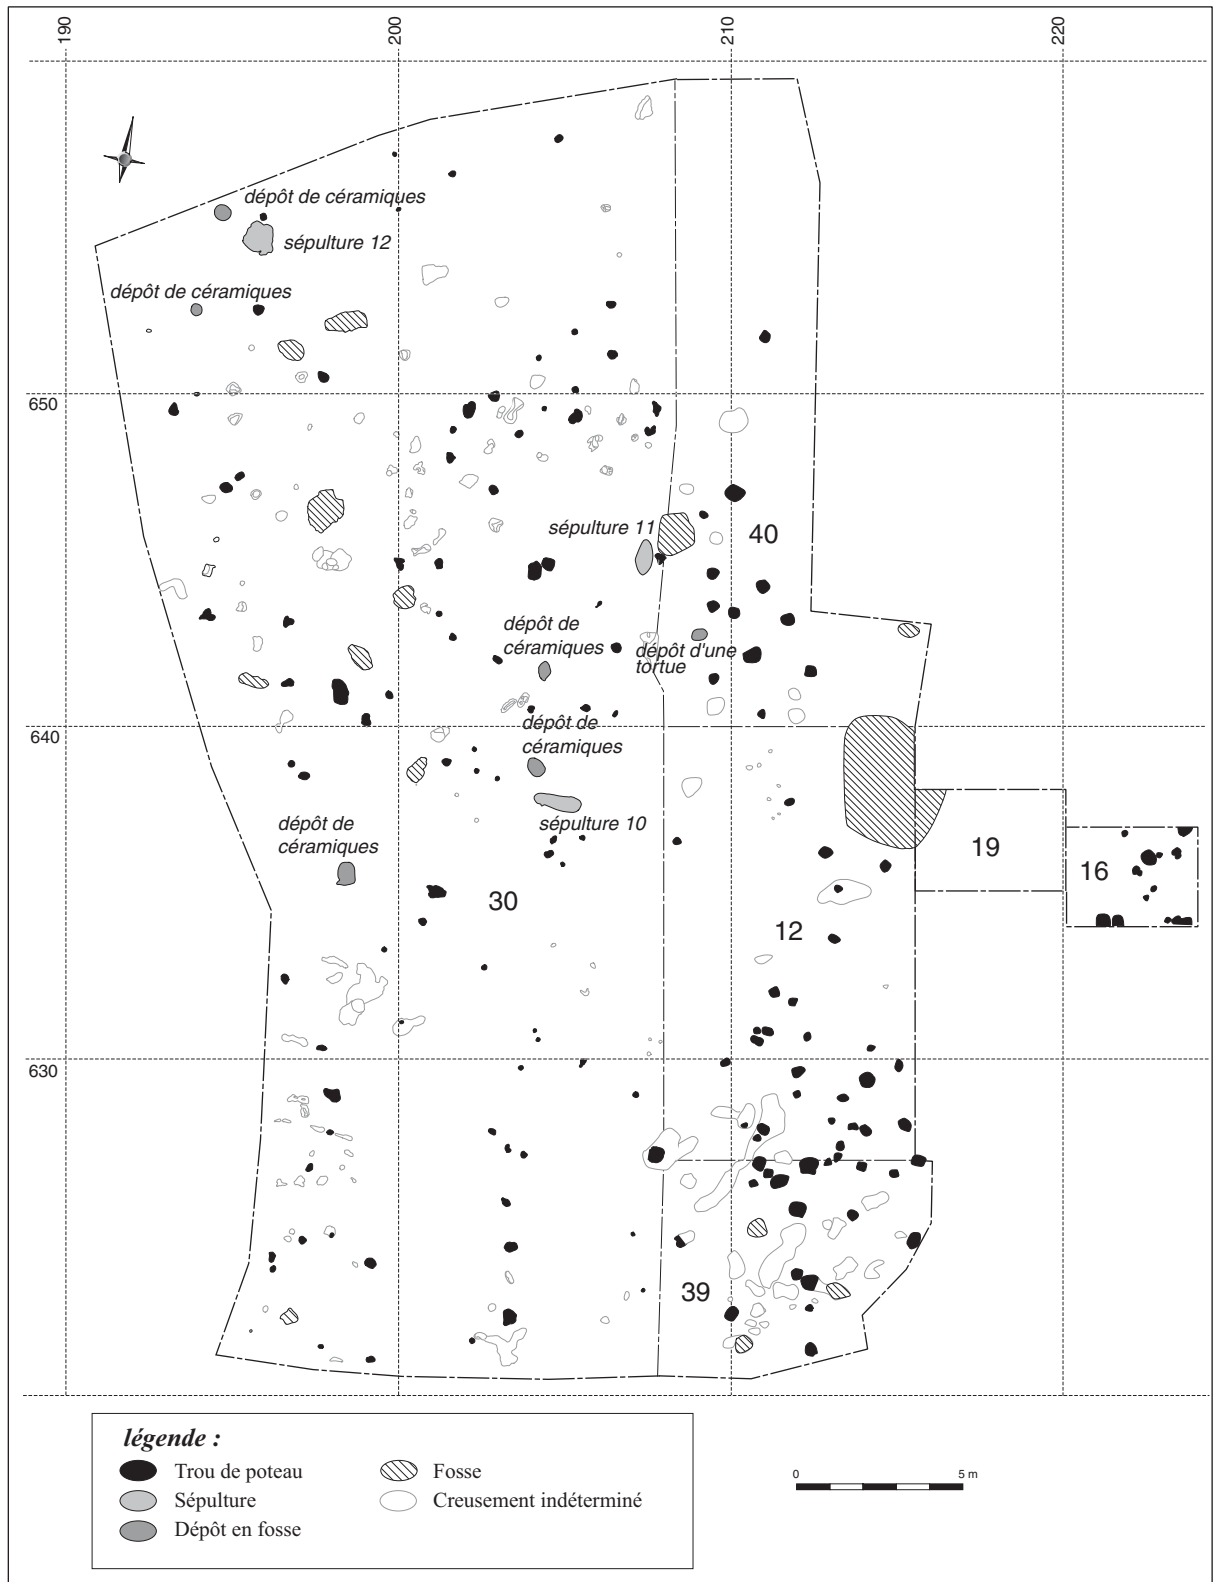 190
200
210
220
dépôt de céramiques
sépulture 12
dépôt de céramiques
650
sépulture 11
40
dépôt de
céramiques
dépôt d'une
tortue
640
dépôt de
céramiques
dépôt de
céramiques
sépulture 10
19
16
30
12
630
39
légende :
Trou de poteau
Sépulture
Dépôt en fosse
Fosse
Creusement indéterminé
0
5 m